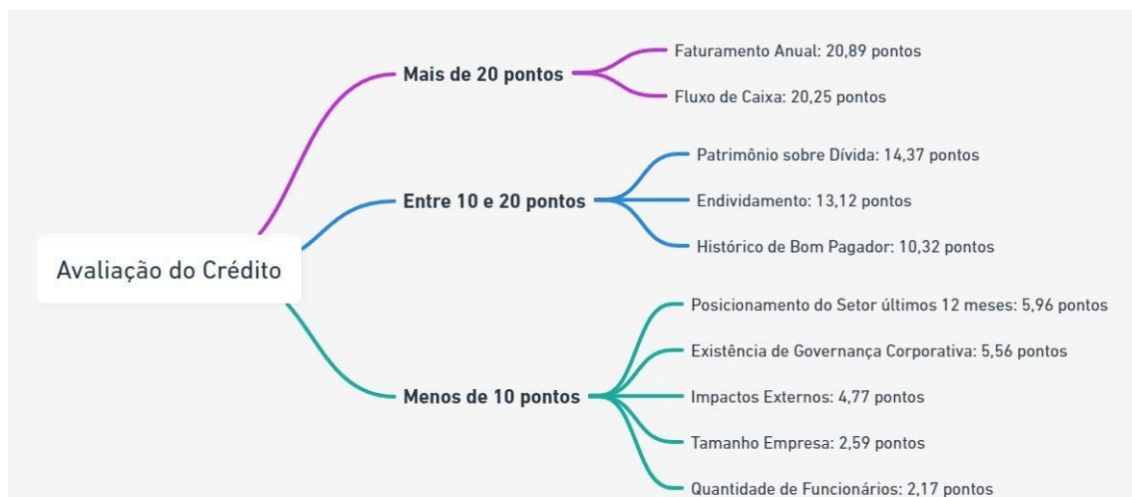 Avaliação do Crédito
Mais de 20 pontos
Faturamento Anual: 20,89 pontos
Fluxo de Caixa: 20,25 pontos
Entre 10 e 20 pontos
Patrimônio sobre Dívida: 14,37 pontos
Endividamento: 13,12 pontos
Histórico de Bom Pagador: 10,32 pontos
Menos de 10 pontos
Posicionamento do Setor últimos 12 meses: 5,96 pontos
Existência de Governança Corporativa: 5,56 pontos
Impactos Externos: 4,77 pontos
Tamanho Empresa: 2,59 pontos
Quantidade de Funcionários: 2,17 pontos